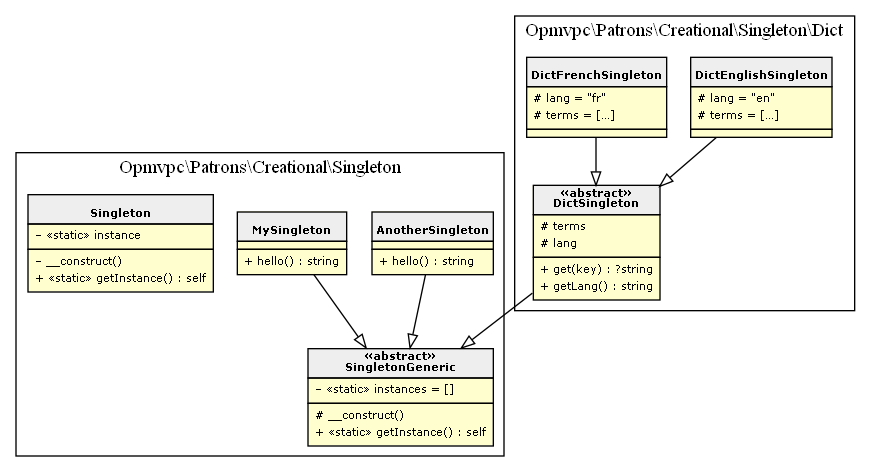 Opmvpc\Patrons\Creational\Singleton\Dict
DictFrenchSingleton
# lang = "fr"
# terms = [...]
DictEnglishSingleton
# lang = "en"
# terms = [...]
Opmvpc\Patrons\Creational\Singleton
Singleton
- «static» instance
- __construct()
+ «static» getInstance() : self
MySingleton
+ hello() : string
AnotherSingleton
+ hello() : string
«abstract»
DictSingleton
# terms
# lang
+ get(key) : ?string
+ getLang() : string
«abstract»
SingletonGeneric
- «static» instances = []
# __construct()
+ «static» getInstance() : self